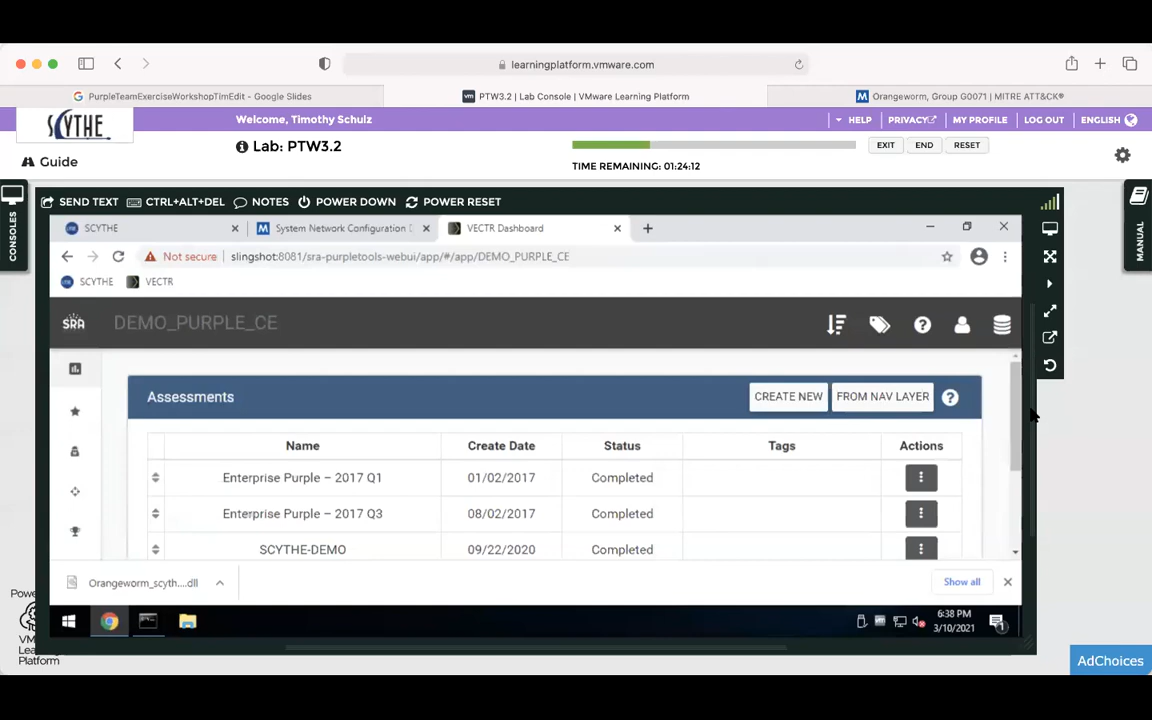 learningplatform.vmware.com
PurpleTeamExerciseWorkshopTimEdit - Google Slides
PTW3.2 | Lab Console | VMware Learning Platform
Orangeworm, Group G0071 | MITRE ATT&CK®
SCYTHE
Welcome, Timothy Schulz
HELP
PRIVACY
MY PROFILE
LOG OUT
ENGLISH
Guide
Lab: PTW3.2
EXIT
END
RESET
TIME REMAINING: 01:24:12
CONSOLES
SEND TEXT
CTRL+ALT+DEL
NOTES
POWER DOWN
POWER RESET
MANUAL
SCYTHE
System Network Configuration
VECTR Dashboard
Not secure
slingshot:8081/sra-purpletools-webui/app/#/app/DEMO_PURPLE_CE
SCYTHE
VECTR
SRA
DEMO_PURPLE_CE
Assessments
CREATE NEW
FROM NAV LAYER
Name
Create Date
Status
Tags
Actions
Enterprise Purple – 2017 Q1
01/02/2017
Completed
Enterprise Purple – 2017 Q3
08/02/2017
Completed
SCYTHE-DEMO
09/22/2020
Completed
Orangeworm_scyth....dll
Show all
6:38 PM
3/10/2021
1
Powe
VM
Lea
Platform
AdChoices